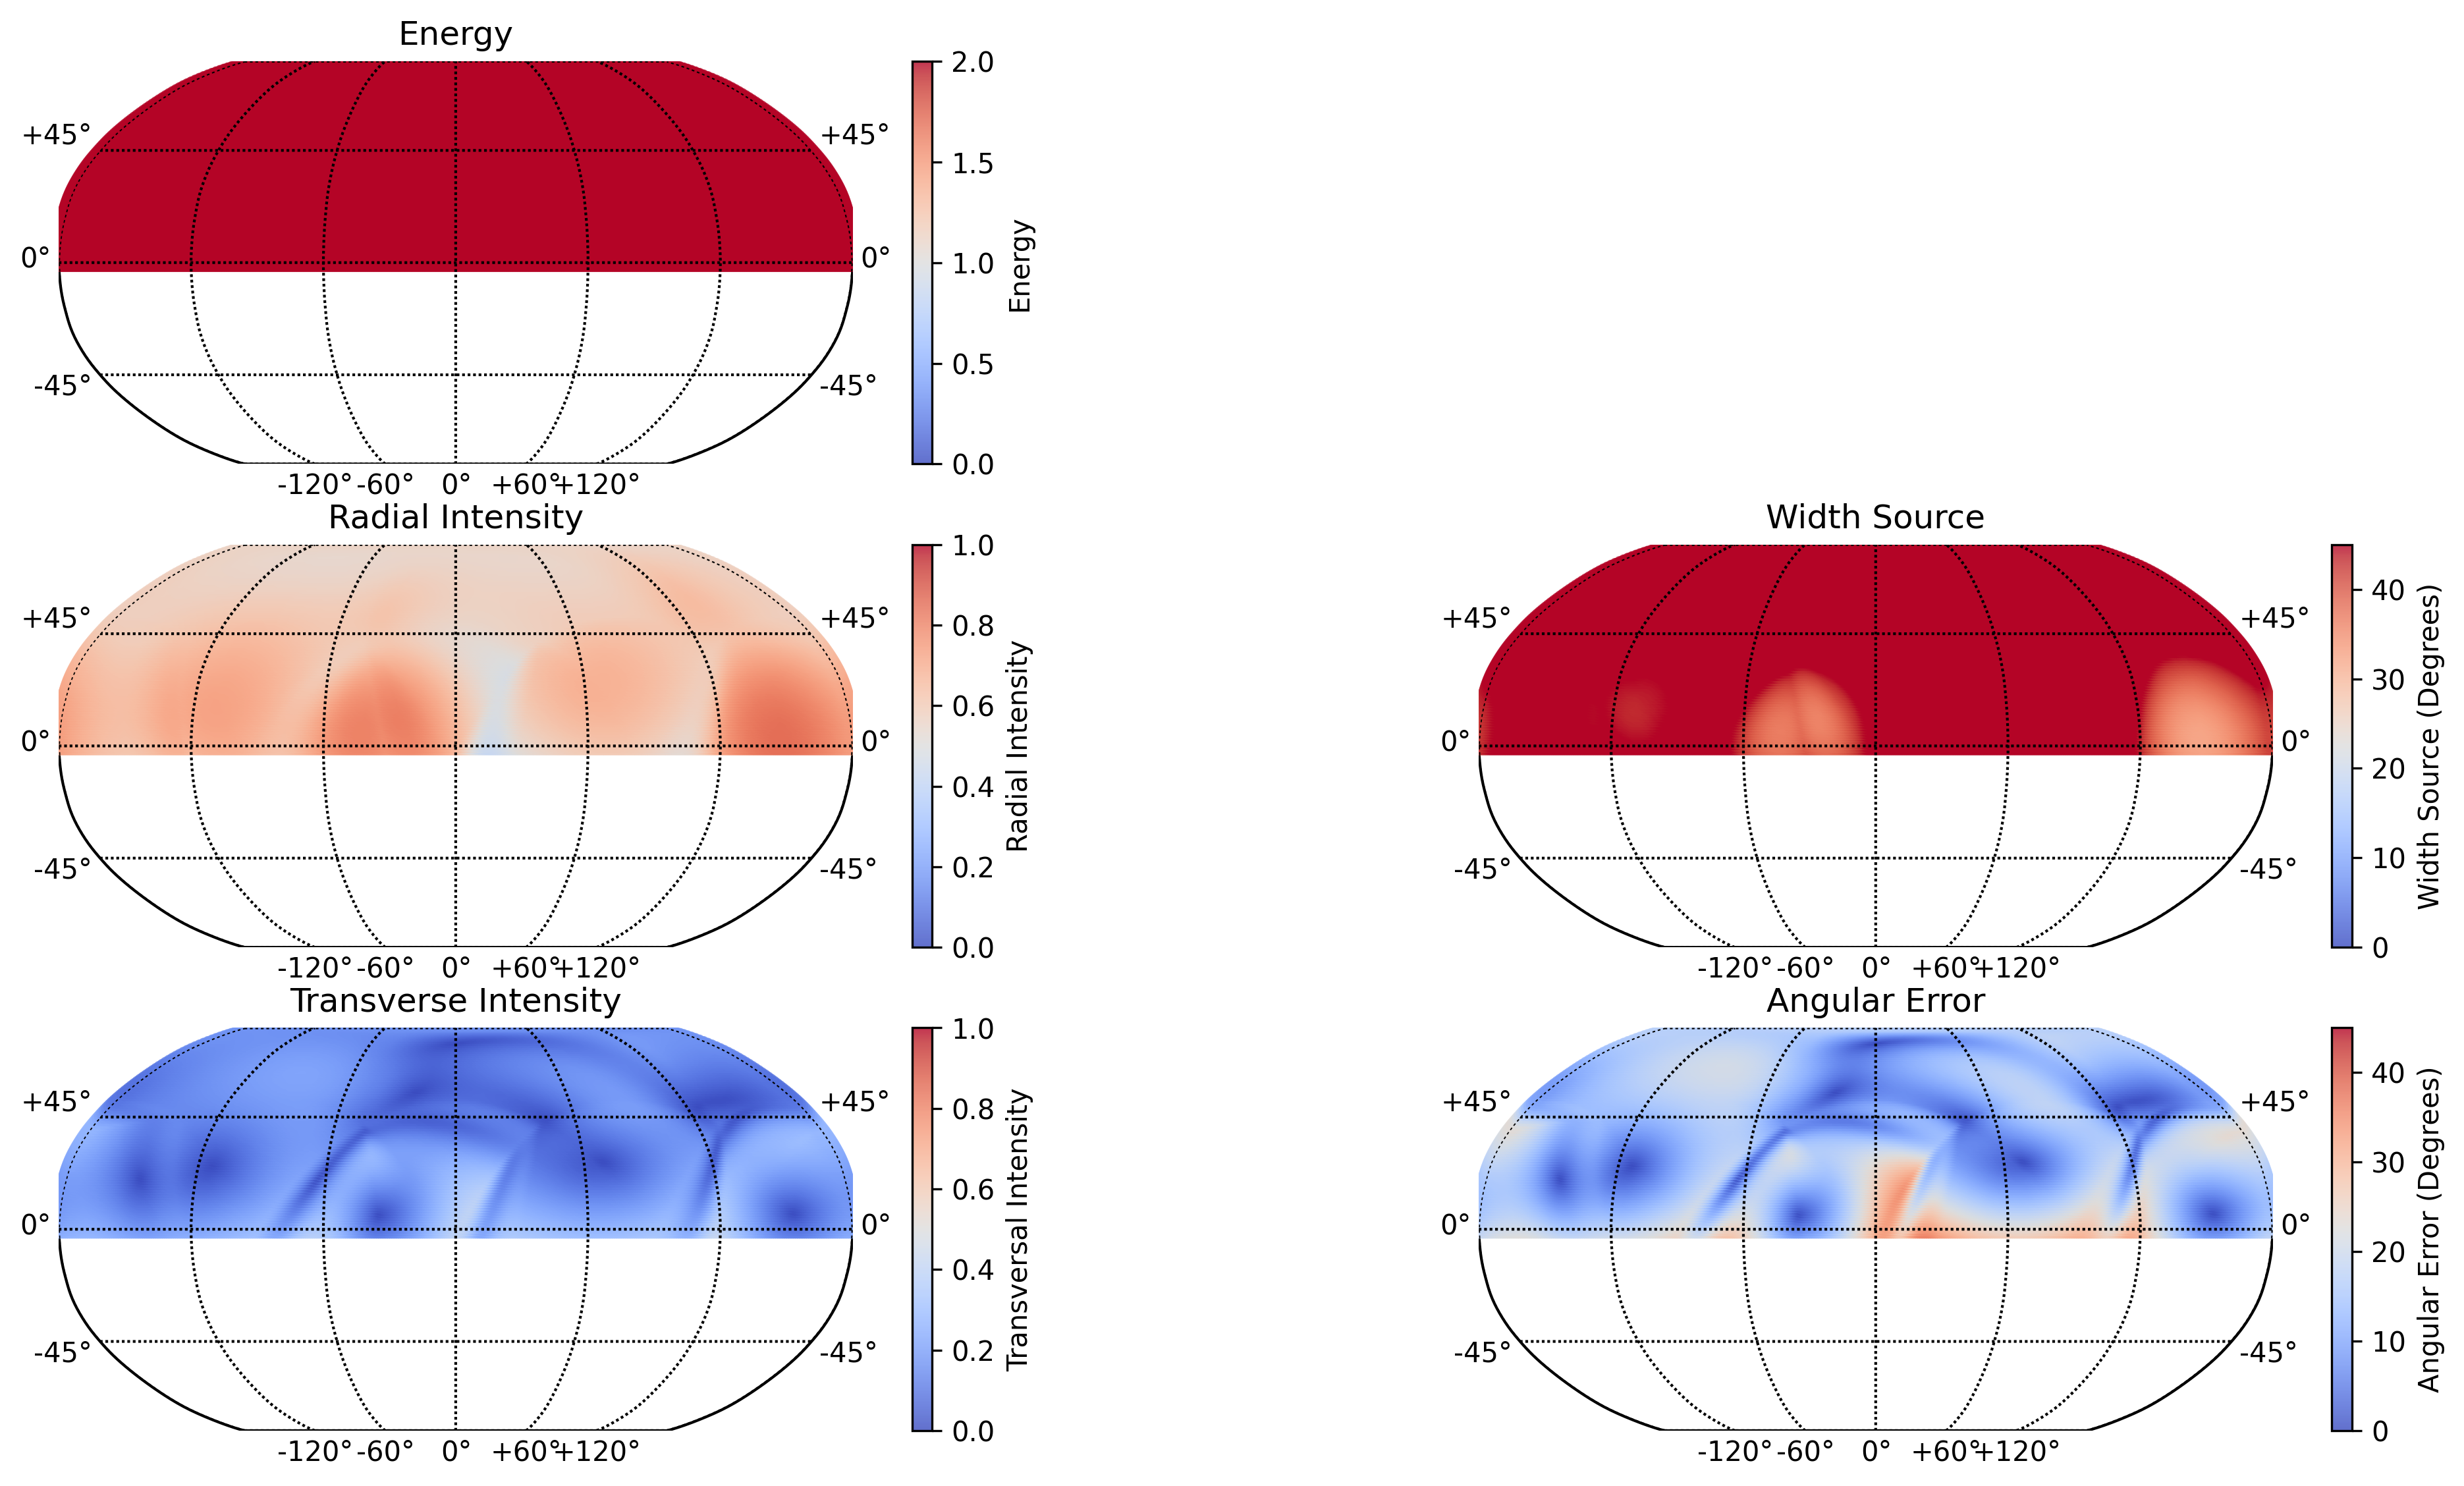 Energy
2.0
+45° +45°
1.5
0° 0°
1.0
Energy
0.5
-45° -45°
0.0
-120° -60° 0° +60° +120°
Radial Intensity
1.0
+45° +45°
0.8
0.6
0° 0°
Radial Intensity
0.4
-45° -45°
0.2
0.0
-120° -60° 0° +60° +120°
Width Source
+45° +45°
40
30
0° 0°
Width Source (Degrees)
20
-45° -45°
10
0
-120° -60° 0° +60° +120°
Transverse Intensity
1.0
+45° +45°
0.8
0.6
0° 0°
Transversal Intensity
0.4
-45° -45°
0.2
0.0
-120° -60° 0° +60° +120°
Angular Error
+45° +45°
40
30
0° 0°
Angular Error (Degrees)
20
-45° -45°
10
0
-120° -60° 0° +60° +120°